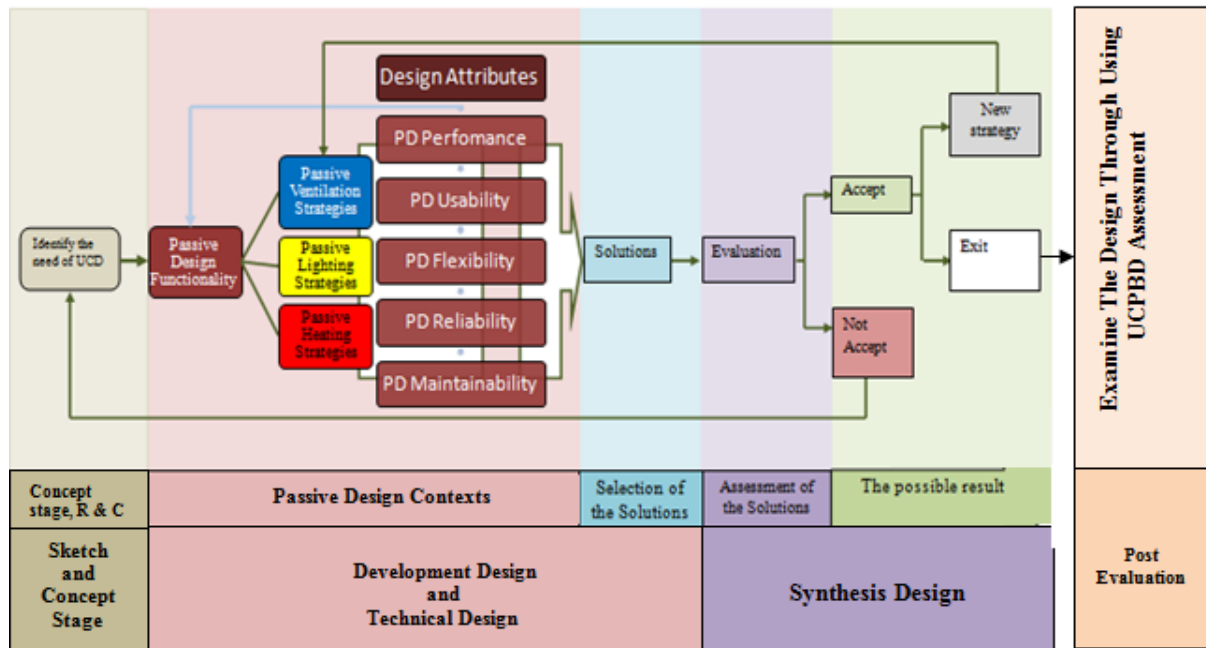 Design Attributes
PD Perfomance
PD Usability
PD Flexibility
PD Reliability
PD Maintainability
Identify the
need of UCD
Passive
Design
Functionality
Passive
Ventilation
Strategies
Passive
Lighting
Strategies
Passive
Heating
Strategies
Solutions
Evaluation
Accept
Not
Accept
New
strategy
Exit
Examine The Design Through Using
UCPBD Assessment
Concept
stage, R & C
Passive Design Contexts
Selection of
the Solutions
Assessment of
the Solutions
The possible result
Sketch
and
Concept
Stage
Development Design
and
Technical Design
Synthesis Design
Post
Evaluation